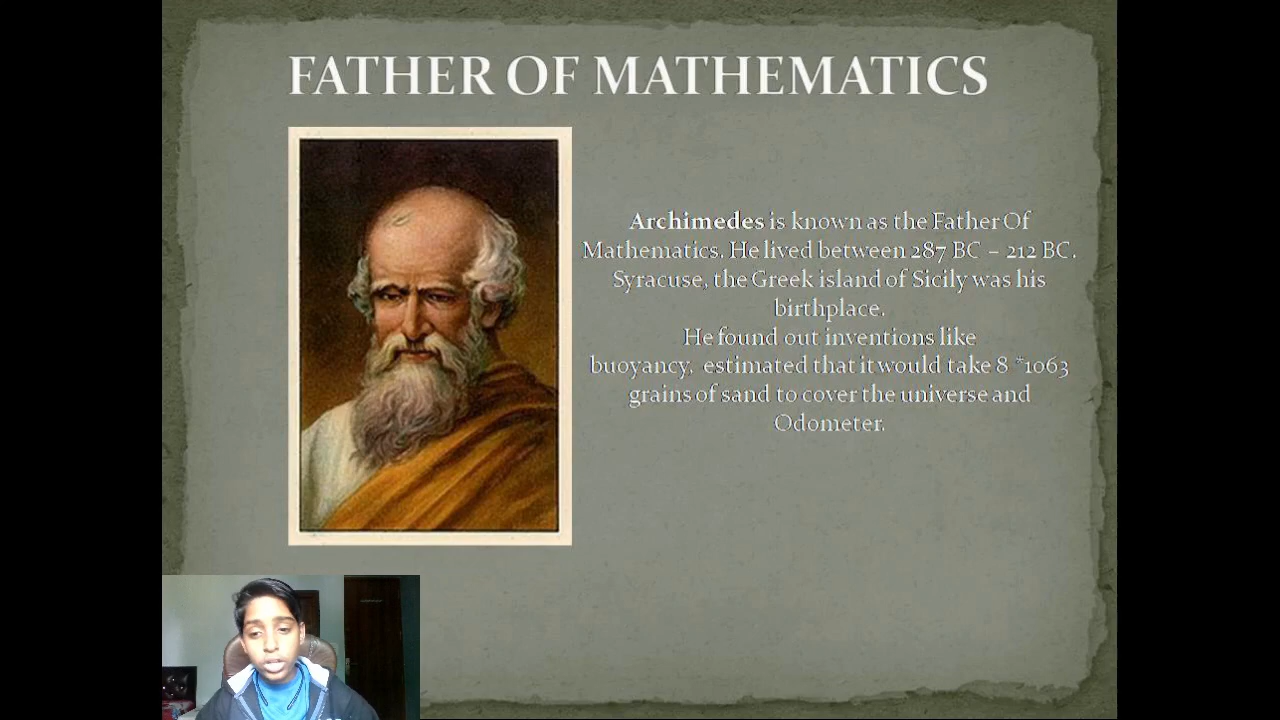 FATHER OF MATHEMATICS
Archimedes is known as the Father Of
Mathematics. He lived between 287 BC – 212 BC.
Syracuse, the Greek island of Sicily was his
birthplace.
He found out inventions like
buoyancy, estimated that it would take 8 *1063
grains of sand to cover the universe and
Odometer.